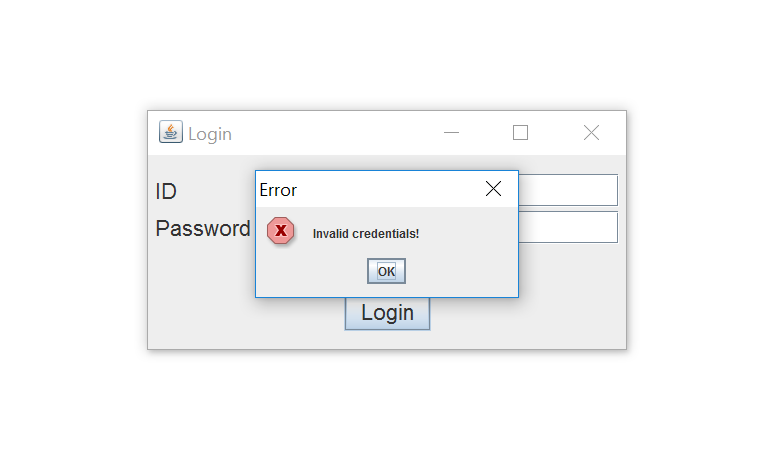 Login
Error
ID
Password
Invalid credentials!
OK
Login